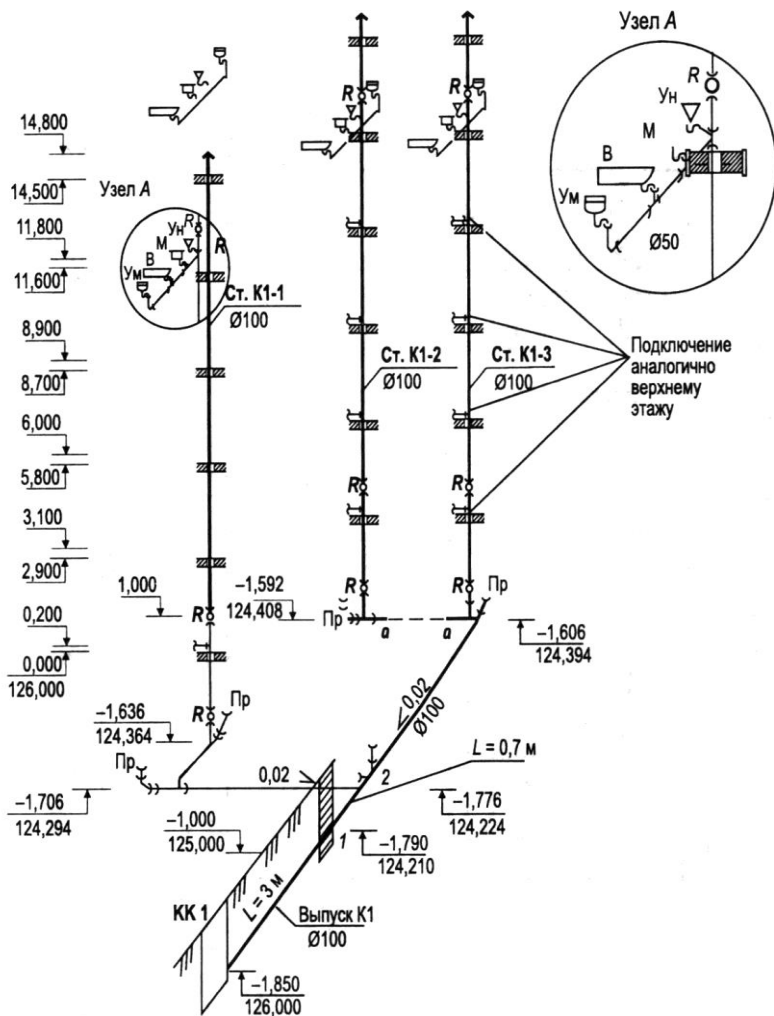 Узел А
R
Ун
М
В
Ум
Ø50
14,800
14,500
11,800
11,600
8,900
8,700
6,000
5,800
3,100
2,900
0,200
0,000
126,000
Узел А
Ун
R
R
М
В
Ум
Ст. К1-1
Ø100
R
R
Ст. К1-2
Ø100
Ст. К1-3
Ø100
Подключение
аналогично
верхнему
этажу
R
R
R
R
1,000
R
−1,592
124,408
Пр
а
а
Пр
−1,606
124,394
R
Пр
−1,636
124,364
0,02
Ø100
L = 0,7 м
Пр
0,02
2
−1,706
124,294
−1,776
124,224
−1,000
125,000
1
−1,790
124,210
КК 1
L = 3 м
Выпуск К1
Ø100
−1,850
126,000